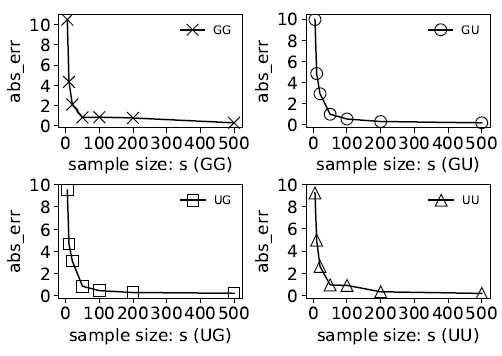 10
8
6
4
2
0
abs_err
GG
0 100 200 300 400 500
sample size: s (GG)
10
8
6
4
2
0
abs_err
GU
0 100 200 300 400 500
sample size: s (GU)
10
8
6
4
2
0
abs_err
UG
0 100 200 300 400 500
sample size: s (UG)
10
8
6
4
2
0
abs_err
UU
0 100 200 300 400 500
sample size: s (UU)